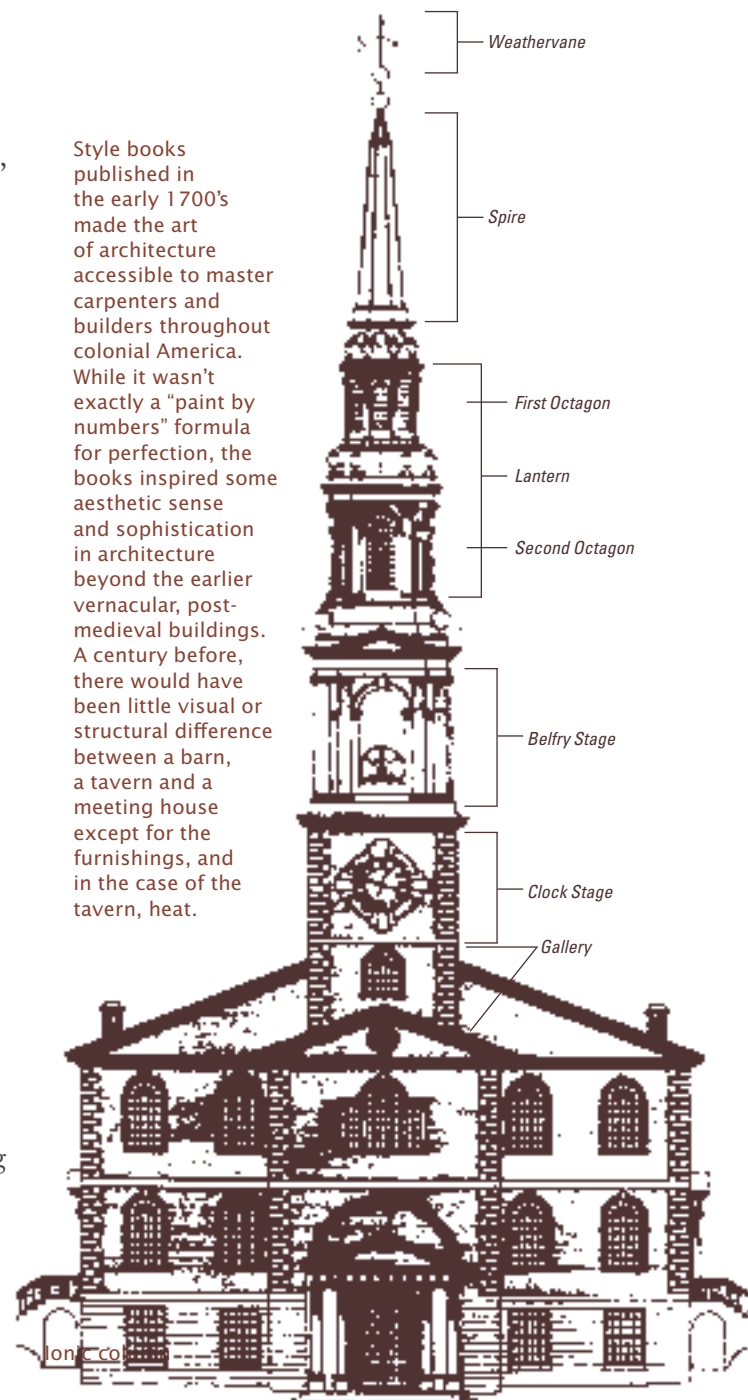 Style books
published in
the early 1700's
made the art
of architecture
accessible to master
carpenters and
builders throughout
colonial America.
While it wasn't
exactly a “paint by
numbers” formula
for perfection, the
books inspired some
aesthetic sense
and sophistication
in architecture
beyond the earlier
vernacular, post-
medieval buildings.
A century before,
there would have
been little visual or
structural difference
between a barn,
a tavern and a
meeting house
except for the
furnishings, and
in the case of the
tavern, heat.
Weathervane
Spire
First Octagon
Lantern
Second Octagon
Belfry Stage
Clock Stage
Gallery
Ionic